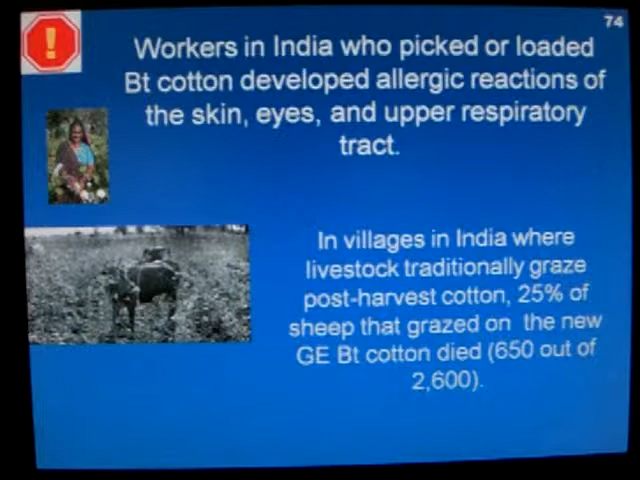 74
!
Workers in India who picked or loaded
Bt cotton developed allergic reactions of
the skin, eyes, and upper respiratory
tract.
In villages in India where
livestock traditionally graze
post-harvest cotton, 25% of
sheep that grazed on the new
GE Bt cotton died (650 out of
2,600).